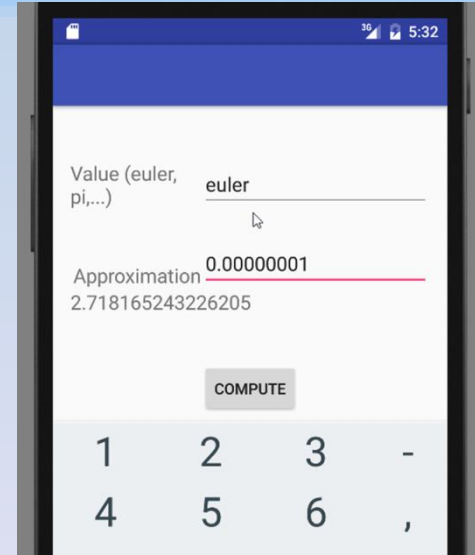 3G 5:32
Value (euler,
pi,...)
euler
0.00000001
Approximation
2.718165243226205
COMPUTE
1 2 3 -
4 5 6 ,